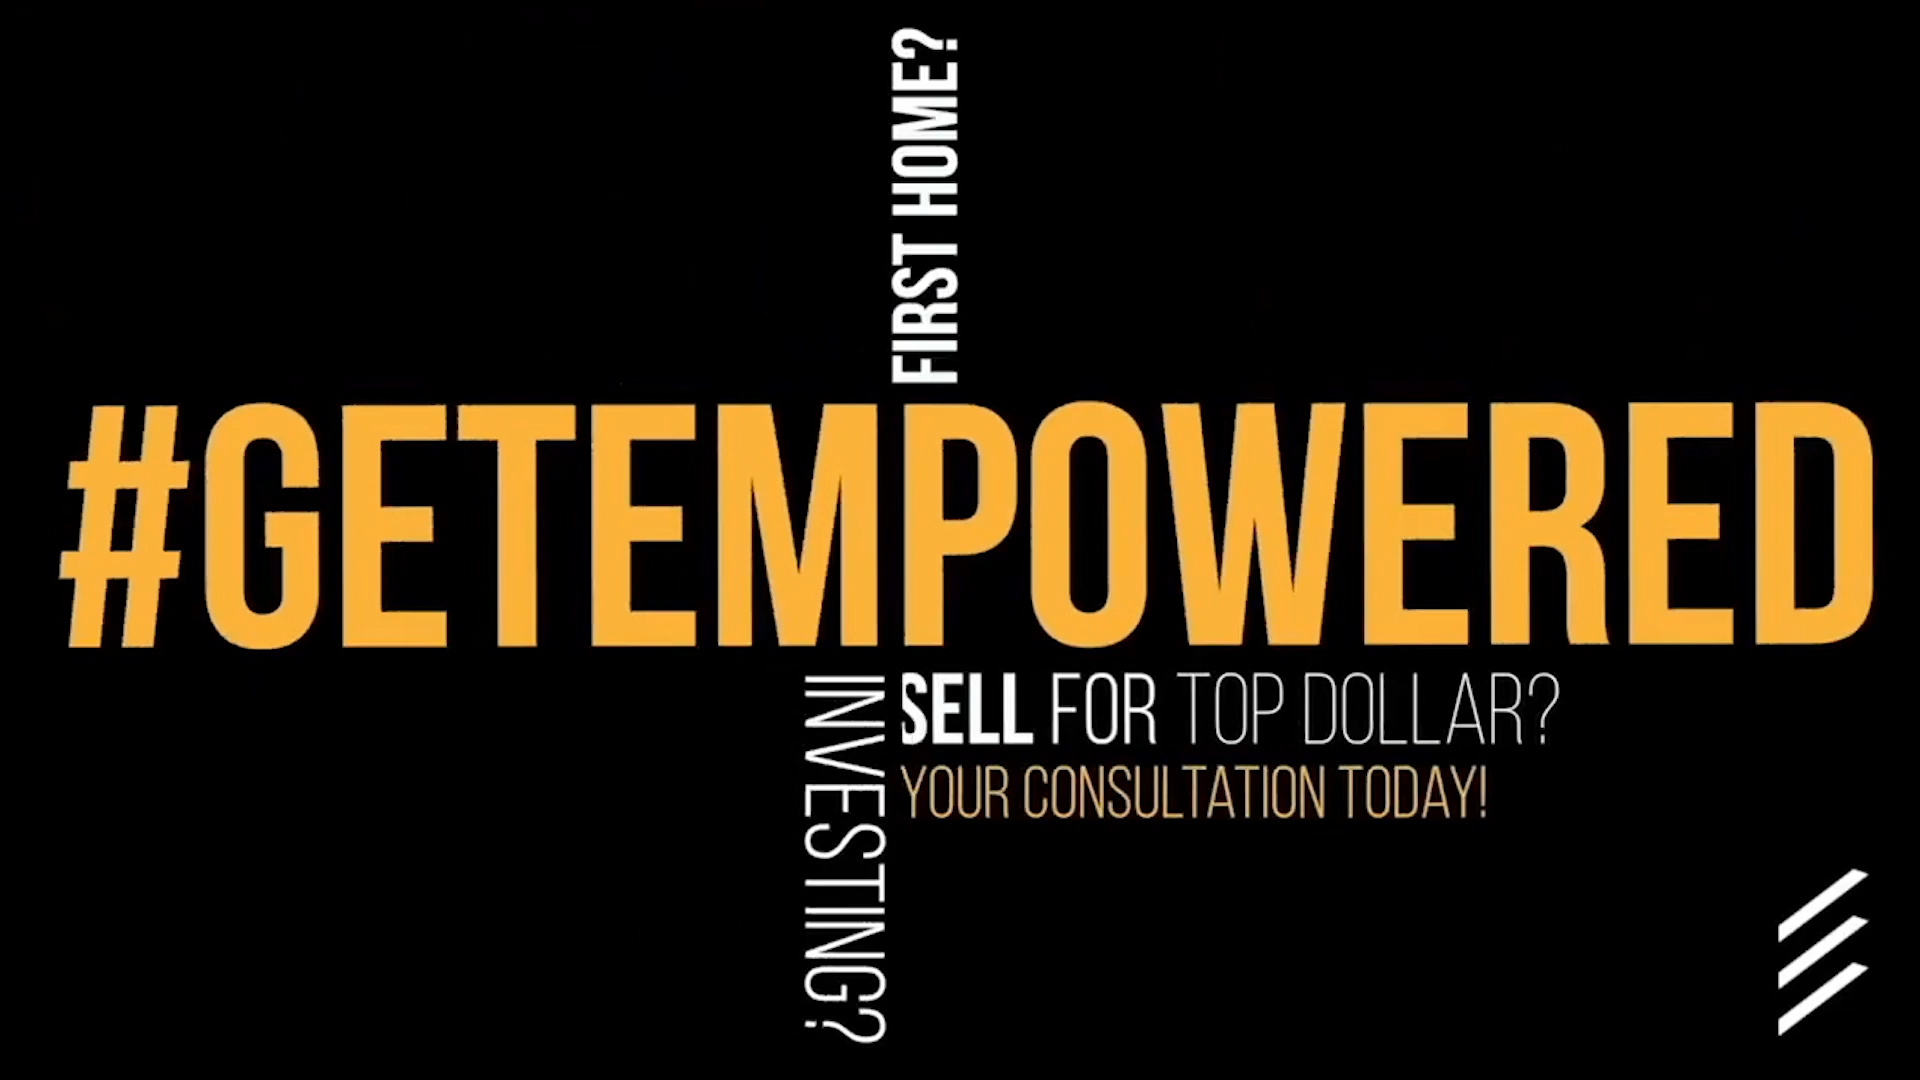 FIRST HOME?
#GETEMPOWERED
INVESTING?
SELL FOR TOP DOLLAR?
YOUR CONSULTATION TODAY!